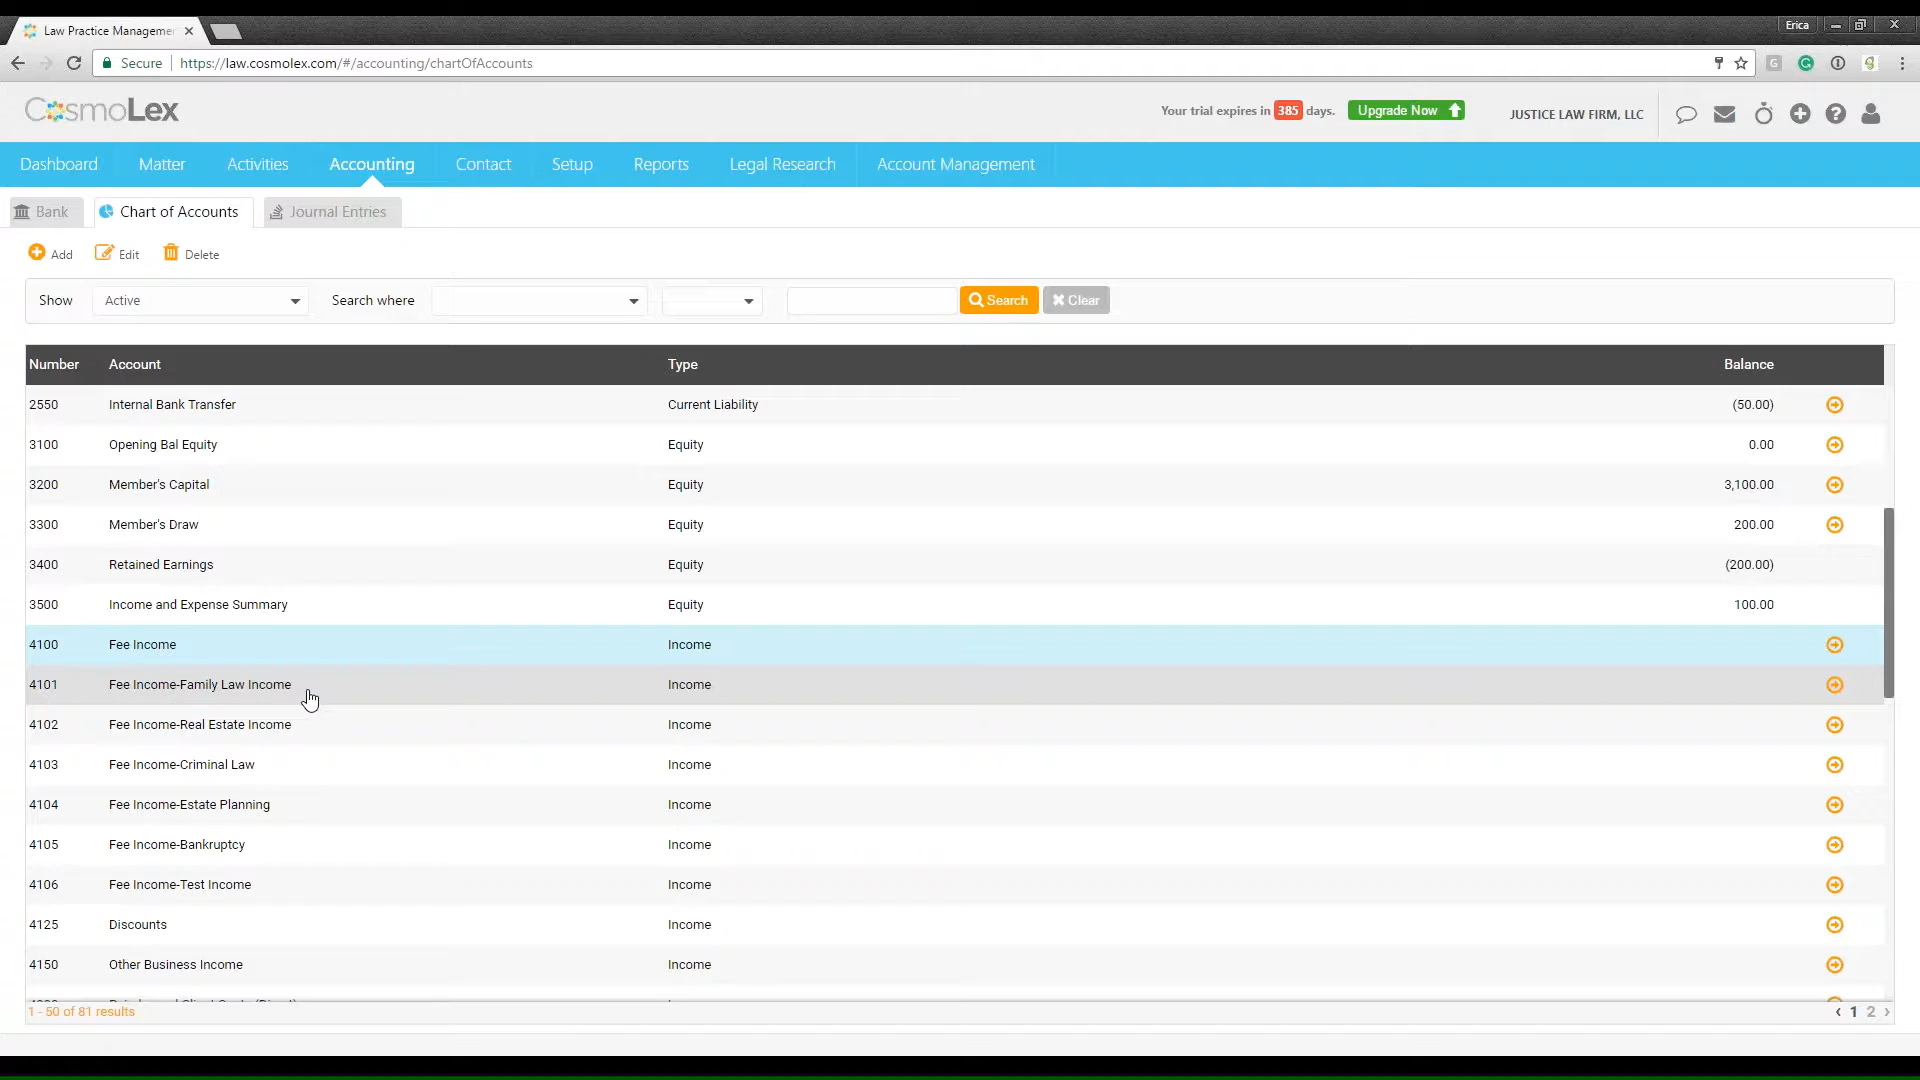 Law Practice Managemen
Erica
Secure https://law.cosmolex.com/#/accounting/chartOfAccounts
CosmoLex
Your trial expires in 385 days. Upgrade Now JUSTICE LAW FIRM, LLC
Dashboard Matter Activities Accounting Contact Setup Reports Legal Research Account Management
Bank Chart of Accounts Journal Entries
Add Edit Delete
Show Active Search where Search Clear
Number Account Type Balance
2550 Internal Bank Transfer Current Liability (50.00)
3100 Opening Bal Equity Equity 0.00
3200 Member's Capital Equity 3,100.00
3300 Member's Draw Equity 200.00
3400 Retained Earnings Equity (200.00)
3500 Income and Expense Summary Equity 100.00
4100 Fee Income Income
4101 Fee Income-Family Law Income Income
4102 Fee Income-Real Estate Income Income
4103 Fee Income-Criminal Law Income
4104 Fee Income-Estate Planning Income
4105 Fee Income-Bankruptcy Income
4106 Fee Income-Test Income Income
4125 Discounts Income
4150 Other Business Income Income
1 - 50 of 81 results ‹ 1 2 ›